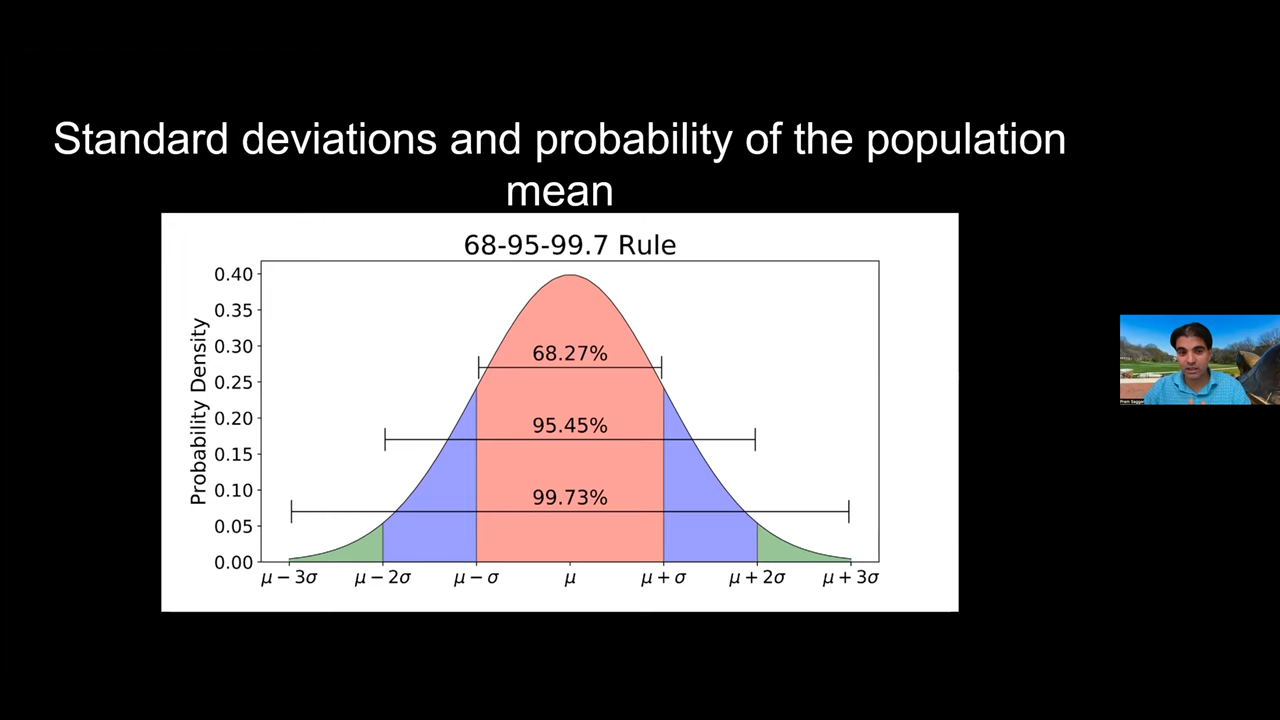 Standard deviations and probability of the population
mean
68-95-99.7 Rule
Probability Density
0.40
0.35
0.30
0.25
0.20
0.15
0.10
0.05
0.00
68.27%
95.45%
99.73%
μ − 3σ μ − 2σ μ − σ μ μ + σ μ + 2σ μ + 3σ